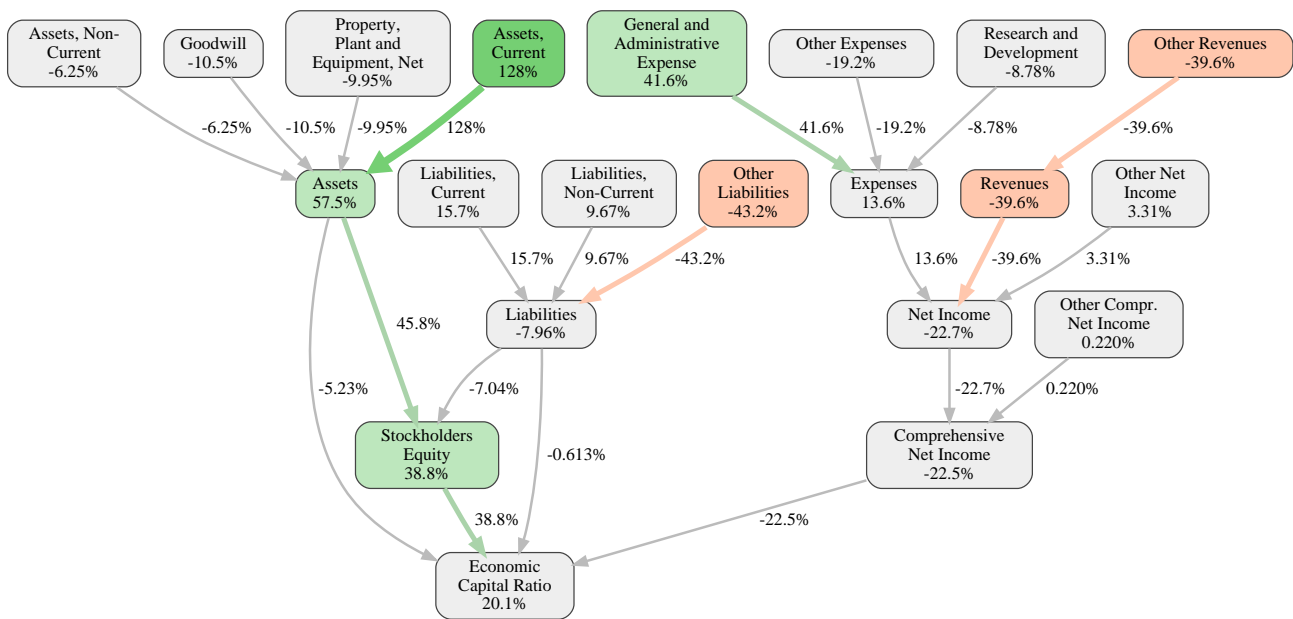 Assets, Non-
Current
-6.25%
Goodwill
-10.5%
Property,
Plant and
Equipment, Net
-9.95%
Assets,
Current
128%
General and
Administrative
Expense
41.6%
Other Expenses
-19.2%
Research and
Development
-8.78%
Other Revenues
-39.6%
-6.25%
-10.5%
-9.95%
128%
41.6%
-19.2%
-8.78%
-39.6%
Assets
57.5%
Liabilities,
Current
15.7%
Liabilities,
Non-Current
9.67%
Other
Liabilities
-43.2%
Expenses
13.6%
Revenues
-39.6%
Other Net
Income
3.31%
15.7%
9.67%
-43.2%
13.6%
-39.6%
3.31%
45.8%
Liabilities
-7.96%
Net Income
-22.7%
Other Compr.
Net Income
0.220%
-5.23%
-7.04%
-22.7%
0.220%
Stockholders
Equity
38.8%
-0.613%
Comprehensive
Net Income
-22.5%
38.8%
-22.5%
Economic
Capital Ratio
20.1%